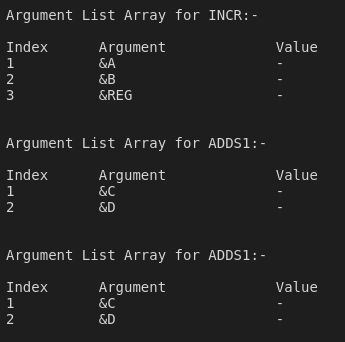 Argument List Array for INCR:-
Index Argument Value
1 &A -
2 &B -
3 &REG -
Argument List Array for ADDS1:-
Index Argument Value
1 &C -
2 &D -
Argument List Array for ADDS1:-
Index Argument Value
1 &C -
2 &D -